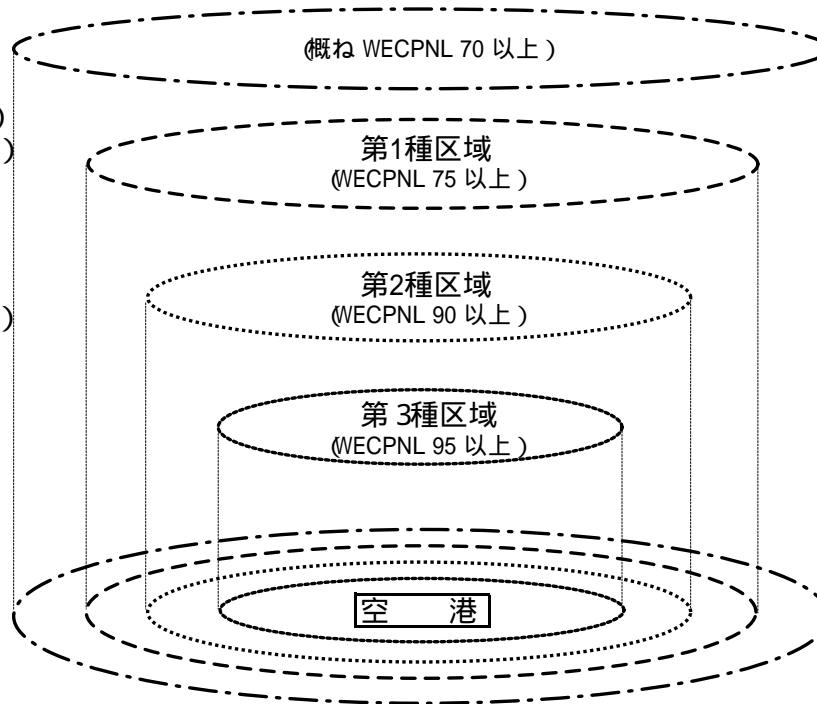 (概ね WECPNL 70 以上 )
)
)
第1種区域
(WECPNL 75 以上 )
第2種区域
(WECPNL 90 以上 )
)
第 3種区域
(WECPNL 95 以上 )
空 港